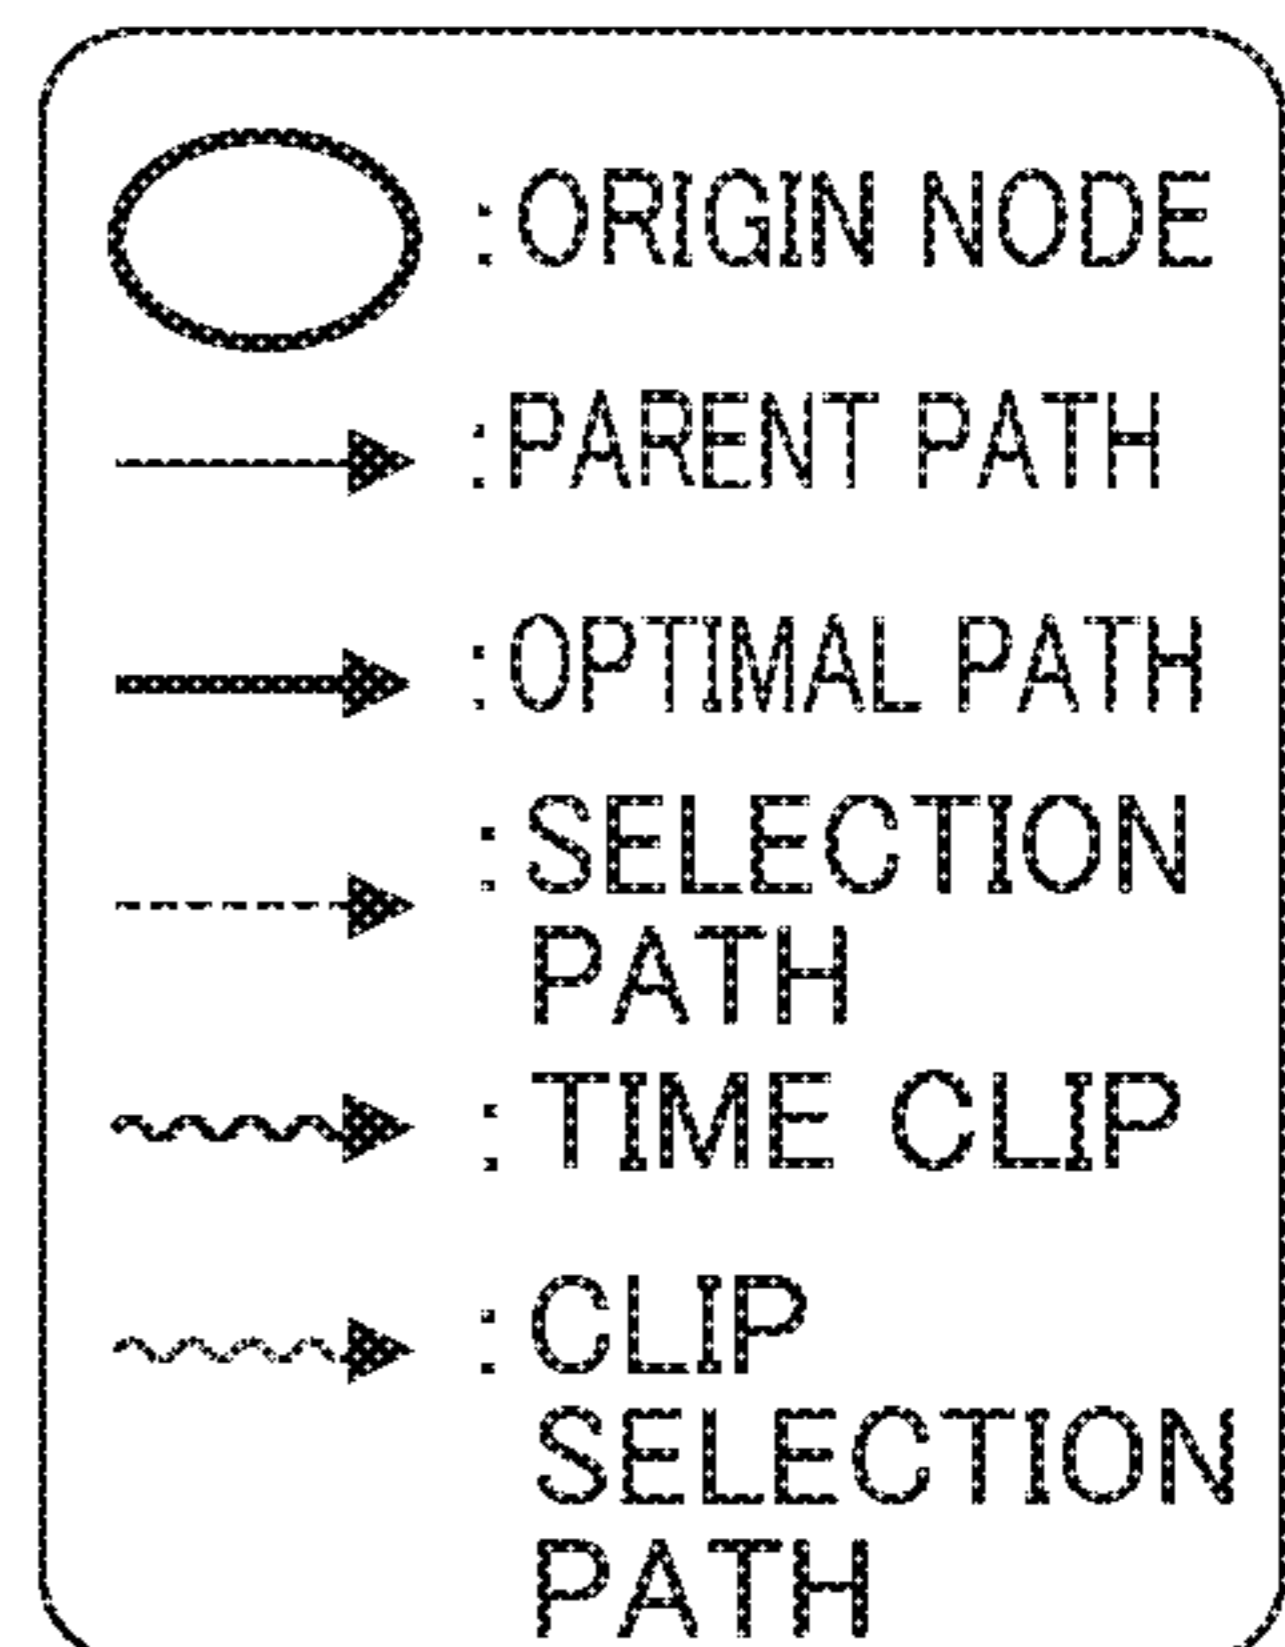 : ORIGIN NODE
: PARENT PATH
: OPTIMAL PATH
: SELECTION
PATH
: TIME CLIP
: CLIP
SELECTION
PATH